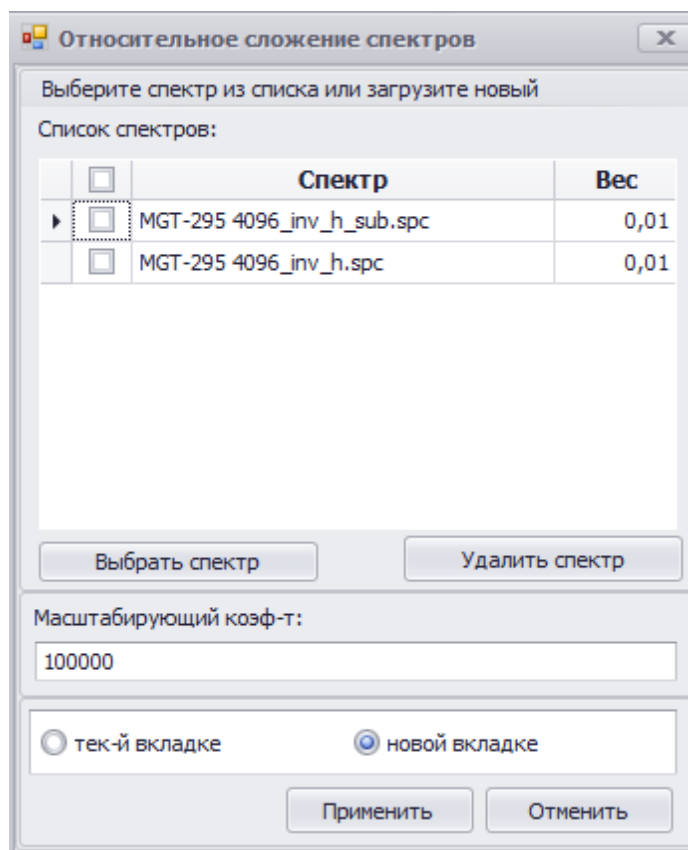 Относительное сложение спектров
Выберите спектр из списка или загрузите новый
Список спектров:
Спектр Вес
MGT-295 4096_inv_h_sub.spc 0,01
MGT-295 4096_inv_h.spc 0,01
Выбрать спектр Удалить спектр
Масштабирующий коэф-т:
100000
тек-й вкладке новой вкладке
Применить Отменить